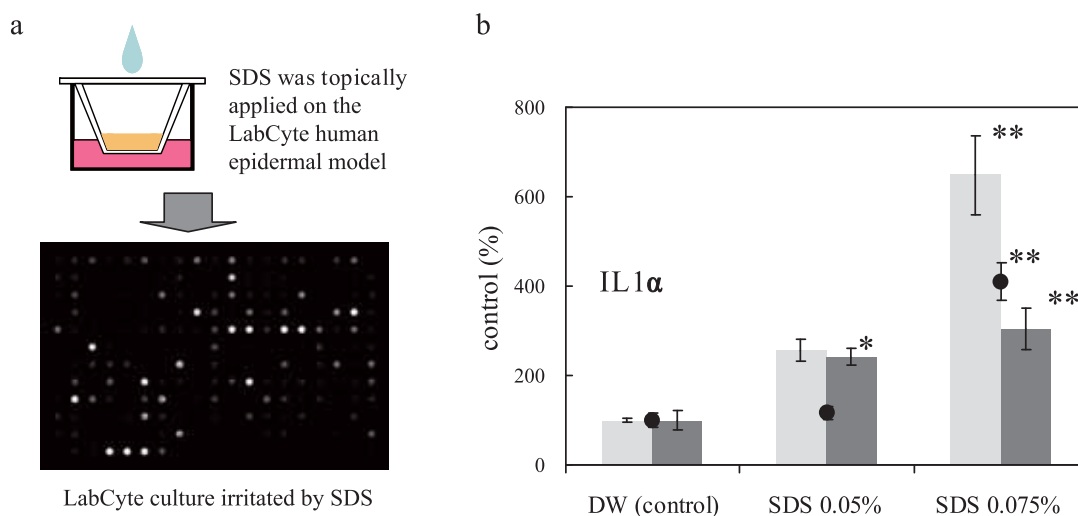 a
SDS was topically
applied on the
LabCyte human
epidermal model
LabCyte culture irritated by SDS
b
control (%)
800
600
400
200
0
IL1α
**
**
**
*
DW (control)
SDS 0.05%
SDS 0.075%